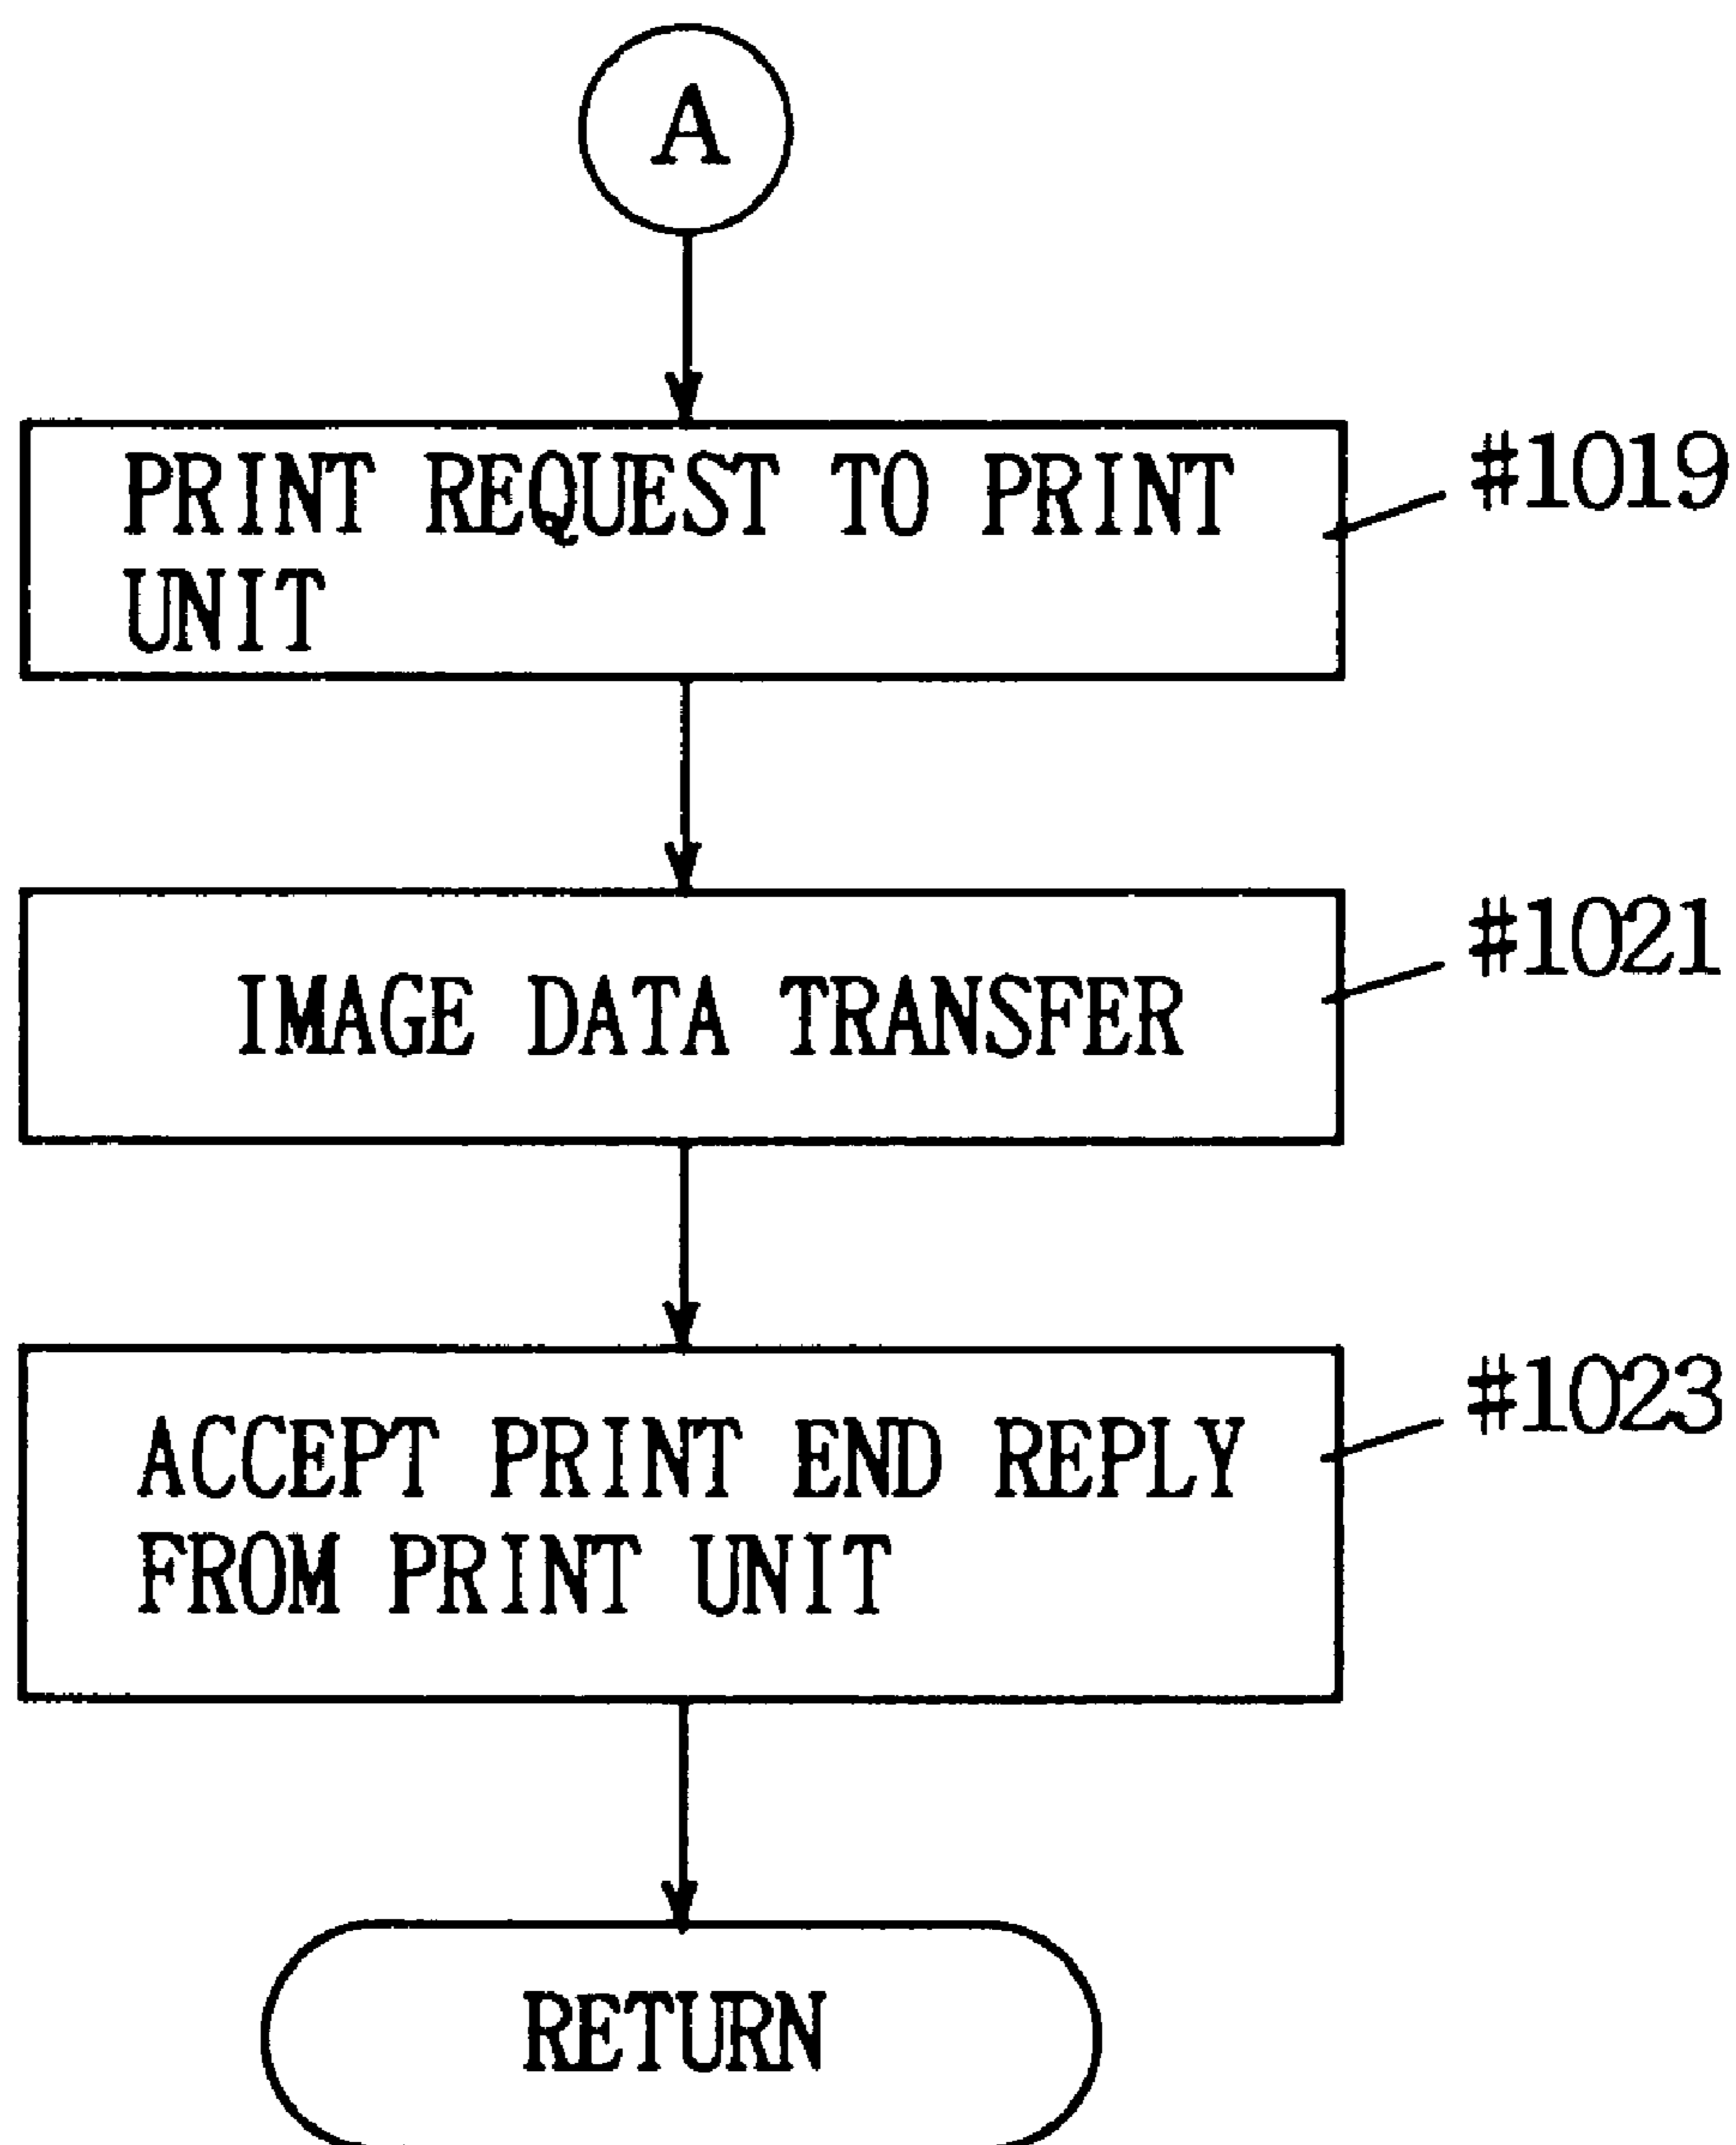 A
PRINT REQUEST TO PRINT
UNIT
#1019
IMAGE DATA TRANSFER
#1021
ACCEPT PRINT END REPLY
FROM PRINT UNIT
#1023
RETURN